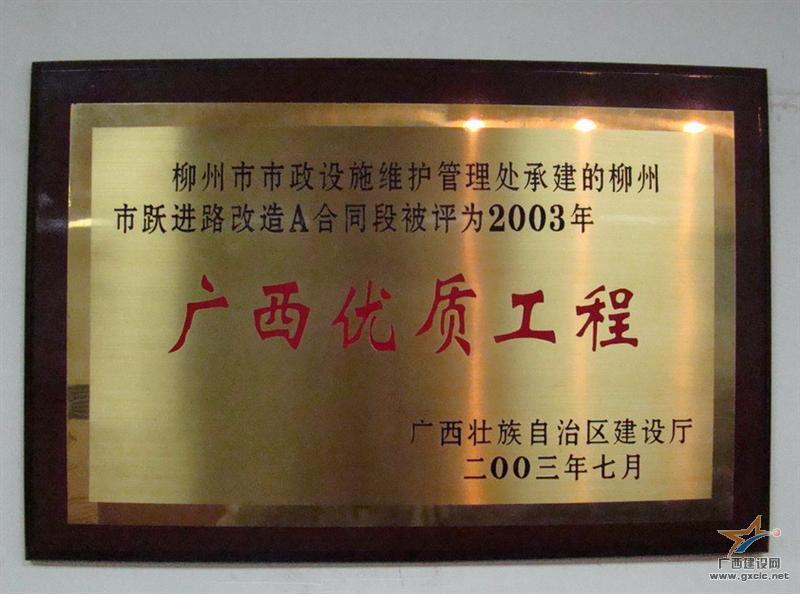 柳州市市政设施维护管理处承建的柳州
市跃进路改造A合同段被评为2003年
广西优质工程
广西壮族自治区建设厅
二OO三年七月
广西建设网
www.gxcic.net